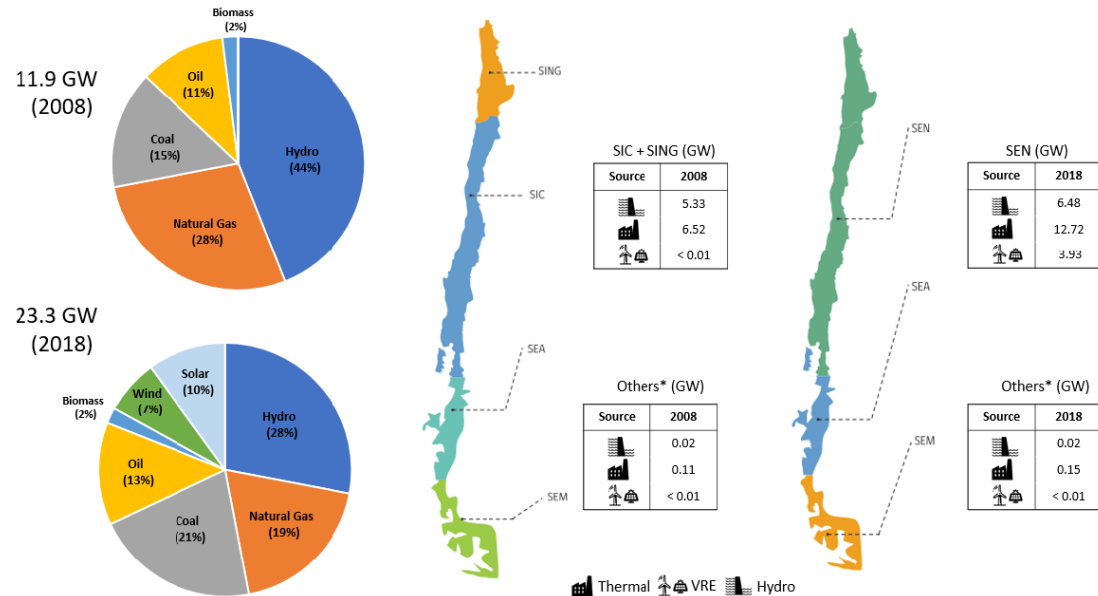 11.9 GW
(2008)
Biomass
(2%)
Oil
(11%)
Coal
(15%)
Hydro
(44%)
Natural Gas
(28%)
23.3 GW
(2018)
Solar
(10%)
Wind
(7%)
Biomass
(2%)
Hydro
(28%)
Oil
(13%)
Coal
(21%)
Natural Gas
(19%)
SING
SIC
SEA
SEM
SIC + SING (GW)
Source 2008
5.33
6.52
< 0.01
Others* (GW)
Source 2008
0.02
0.11
< 0.01
SEN
SEA
SEM
SEN (GW)
Source 2018
6.48
12.72
3.93
Others* (GW)
Source 2018
0.02
0.15
< 0.01
Thermal VRE Hydro